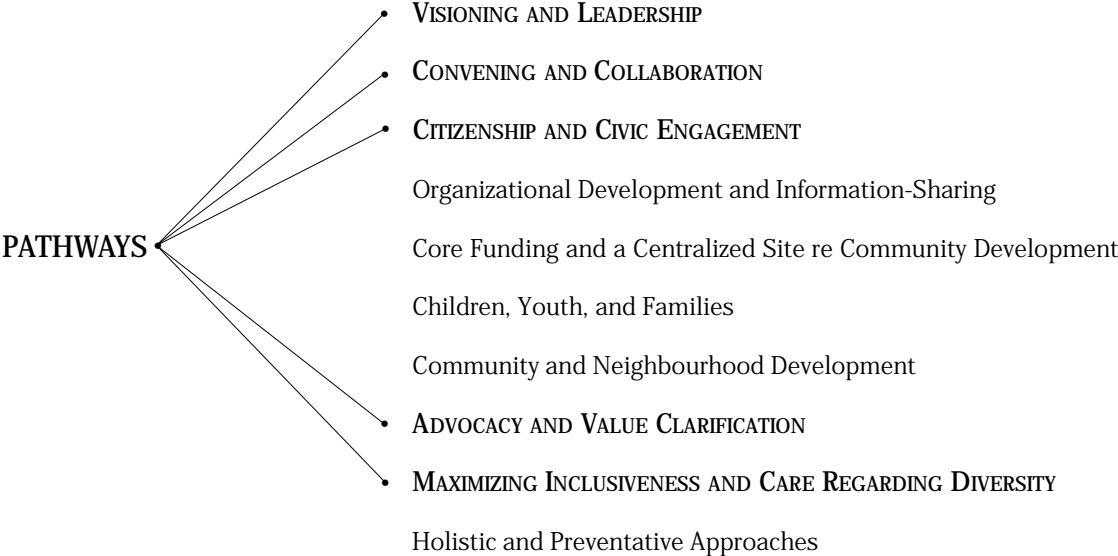 VISIONING AND LEADERSHIP
CONVENING AND COLLABORATION
CITIZENSHIP AND CIVIC ENGAGEMENT
Organizational Development and Information-Sharing
PATHWAYS
Core Funding and a Centralized Site re Community Development
Children, Youth, and Families
Community and Neighbourhood Development
ADVOCACY AND VALUE CLARIFICATION
MAXIMIZING INCLUSIVENESS AND CARE REGARDING DIVERSITY
Holistic and Preventative Approaches